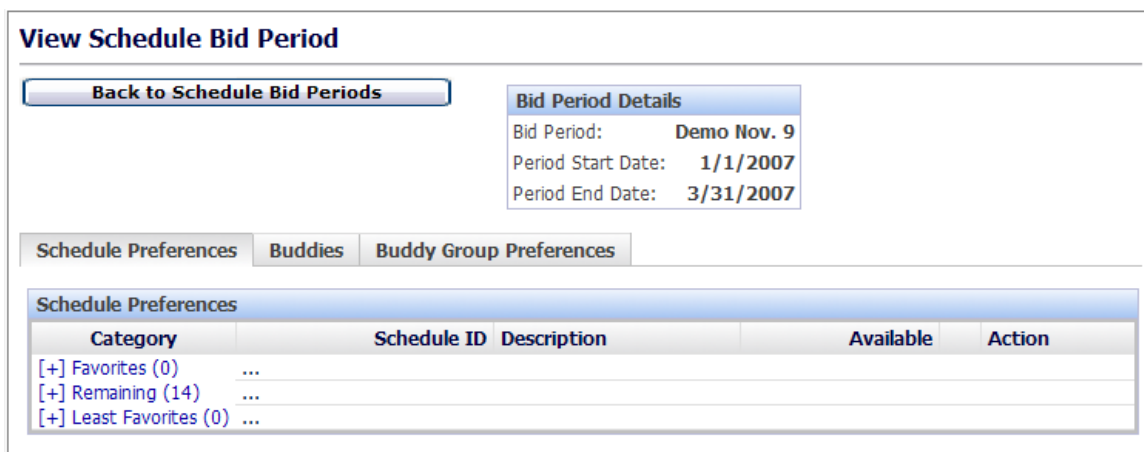 View Schedule Bid Period
Back to Schedule Bid Periods
Bid Period Details
Bid Period: Demo Nov. 9
Period Start Date: 1/1/2007
Period End Date: 3/31/2007
Schedule Preferences Buddies Buddy Group Preferences
Schedule Preferences
Category Schedule ID Description Available Action
[+] Favorites (0) ...
[+] Remaining (14) ...
[+] Least Favorites (0) ...